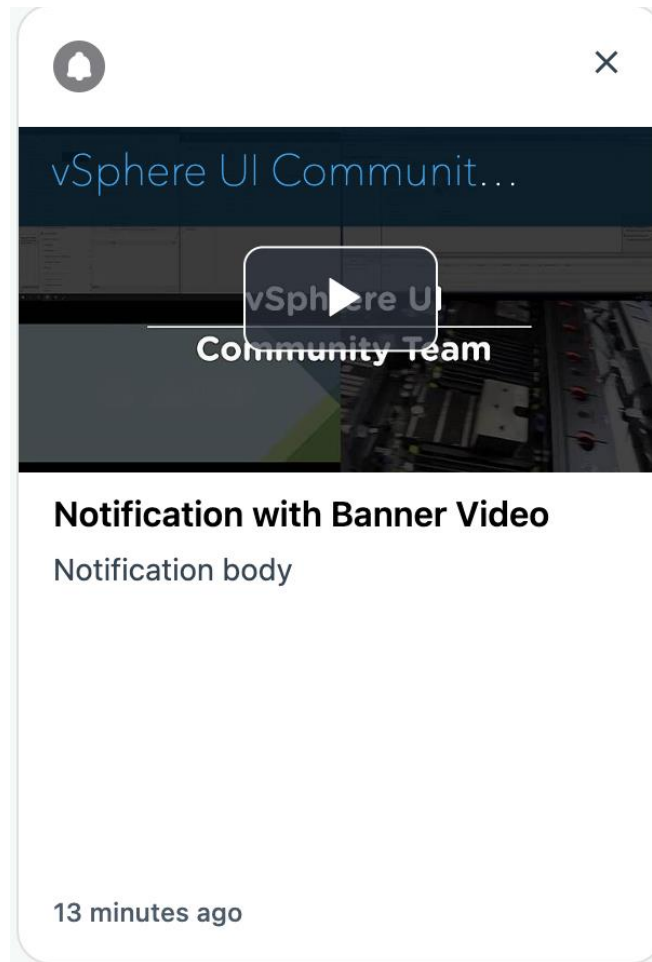 vSphere UI Communit...
vSphere UI
Community Team
Notification with Banner Video
Notification body
13 minutes ago